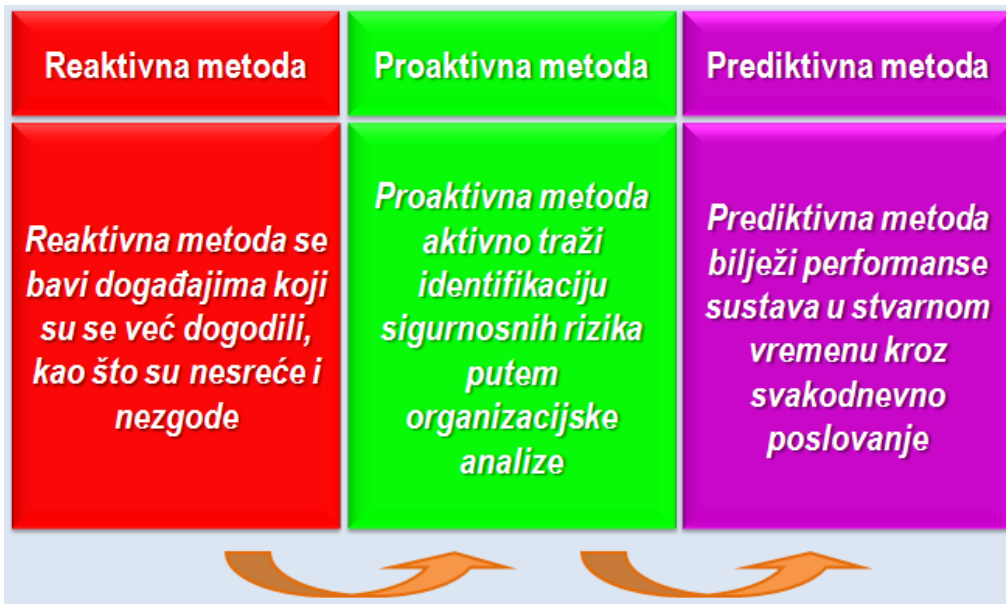 Reaktivna metoda
Proaktivna metoda
Prediktivna metoda
Reaktivna metoda se
bavi događajima koji
su se već dogodili,
kao što su nesreće i
nezgode
Proaktivna metoda
aktivno traži
identifikaciju
sigurnosnih rizika
putem
organizacijske
analize
Prediktivna metoda
bilježi performanse
sustava u stvarnom
vremenu kroz
svakodnevno
poslovanje